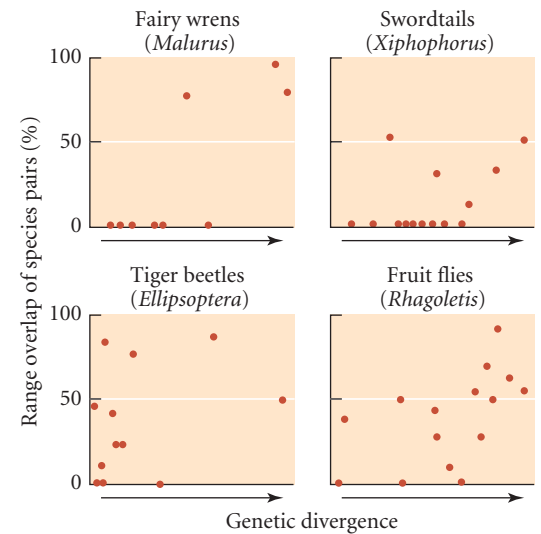 Fairy wrens
(Malurus)
Swordtails
(Xiphophorus)
100
50
0
Range overlap of species pairs (%)
Tiger beetles
(Ellipsoptera)
Fruit flies
(Rhagoletis)
100
50
0
Genetic divergence